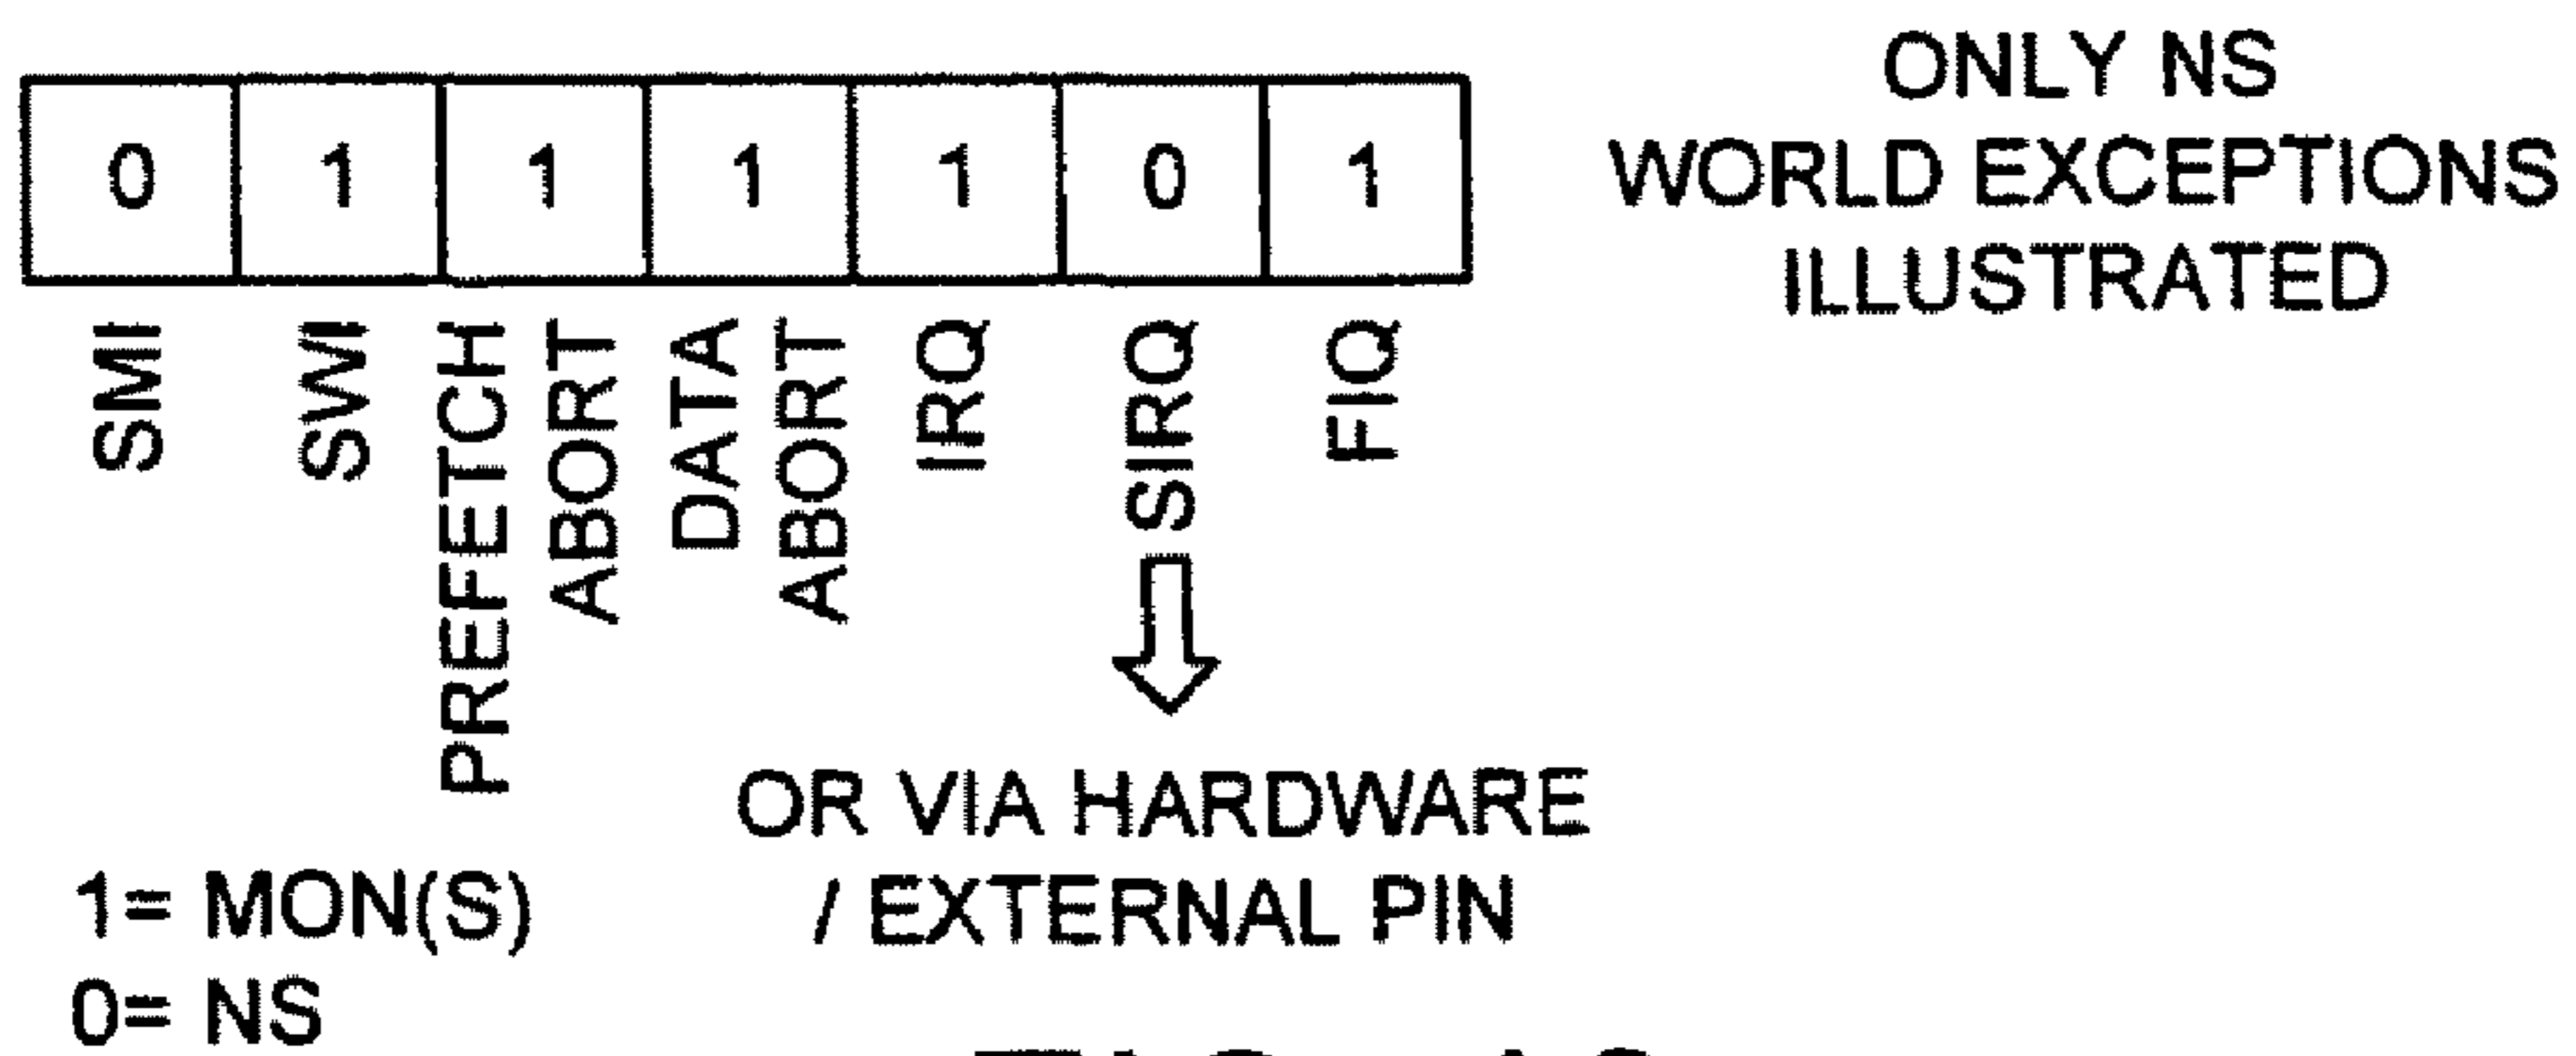 ONLY NS
WORLD EXCEPTIONS
ILLUSTRATED
0 1 1 1 1 0 1
SMI
SWI
PREFETCH
ABORT
DATA
ABORT
IRQ
SIRQ
FIQ
OR VIA HARDWARE
/ EXTERNAL PIN
1= MON(S)
0= NS